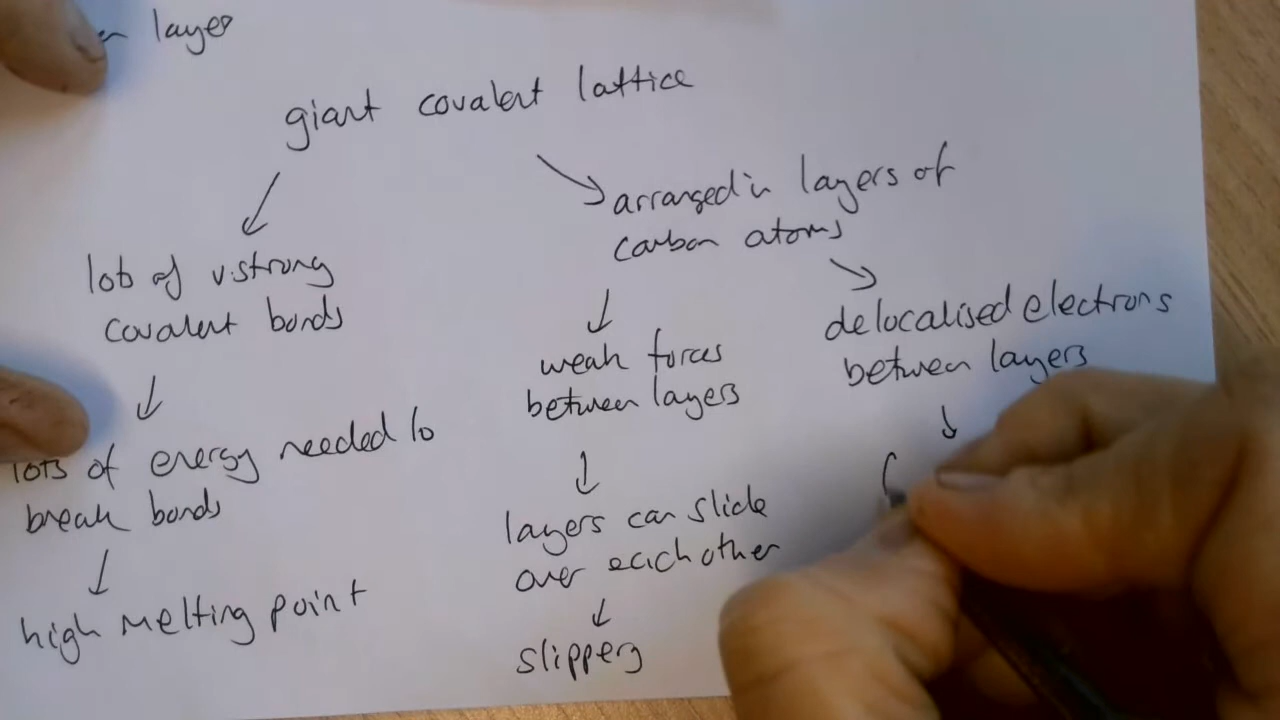 layer
giant covalent lattice
arranged in layers of
carbon atoms
lots of v.strong
covalent bonds
delocalised electrons
between layers
weak forces
between layers
lots of energy needed to
break bonds
layers can slide
over each other
high melting point
slippery